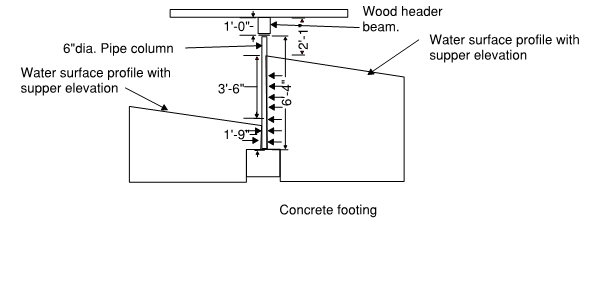 Wood header
beam.
1'-0"
2'-1
6"dia. Pipe column
Water surface profile with
supper elevation
Water surface profile with
supper elevation
3'-6"
6'-4"
1'-9"
Concrete footing